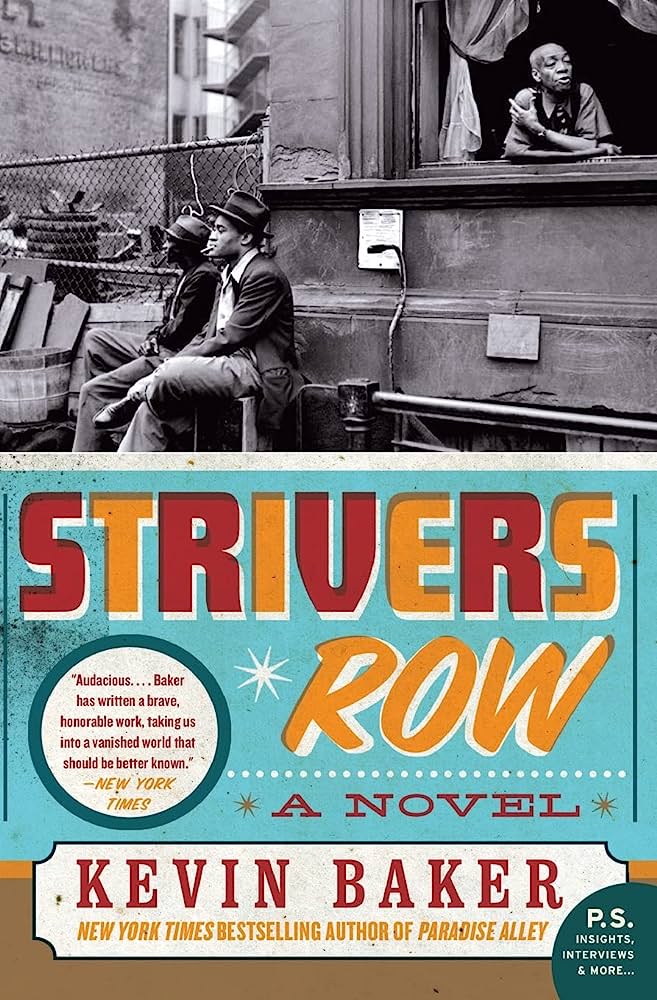 STRIVERS
ROW
"Audacious. . . . Baker
has written a brave,
honorable work, taking us
into a vanished world that
should be better known."
—NEW YORK
TIMES
A NOVEL
KEVIN BAKER
NEW YORK TIMES BESTSELLING AUTHOR OF PARADISE ALLEY
P.S.
INSIGHTS,
INTERVIEWS
& MORE...